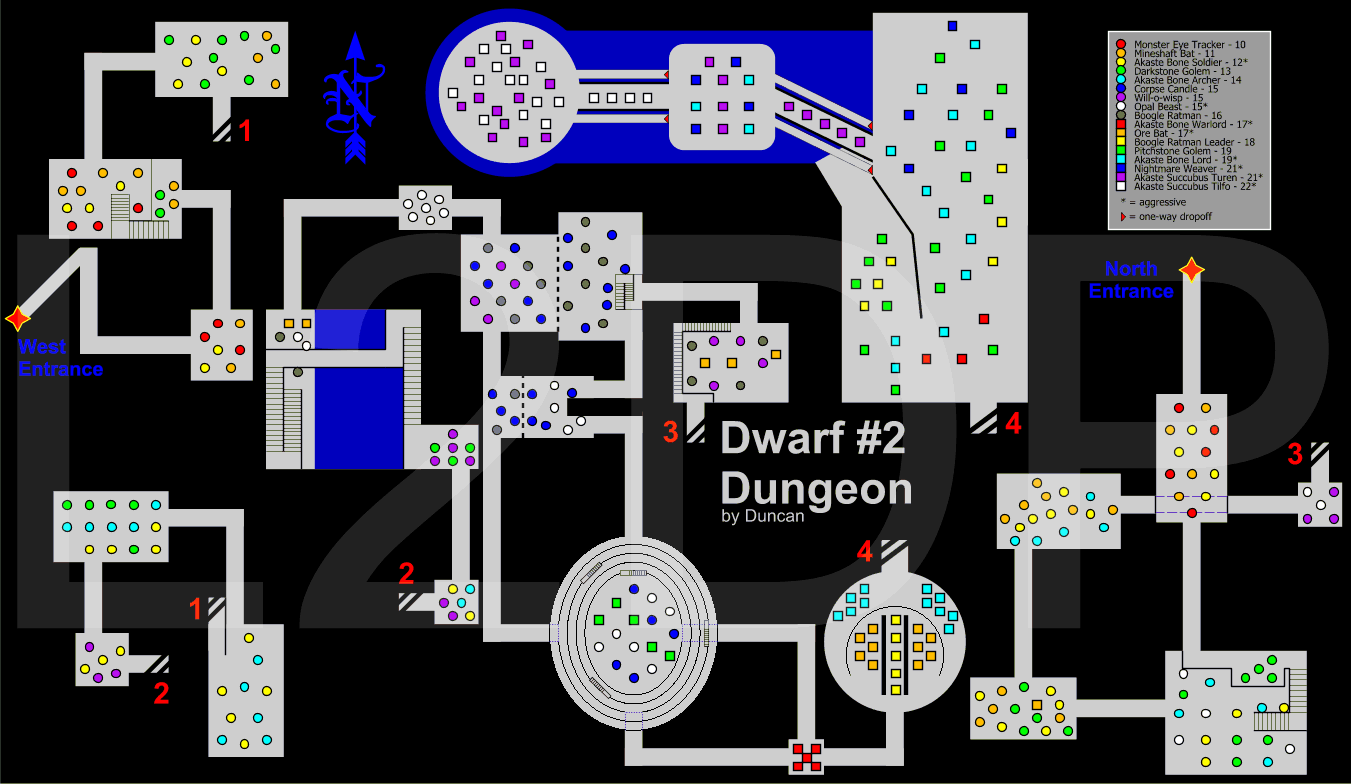 Monster Eye Tracker - 10
Mineshaft Bat - 11
Akaste Bone Soldier - 12*
Darkstone Golem - 13
Akaste Bone Archer - 14
Corpse Candle - 15
Will-o-wisp - 15
Opal Beast - 15*
Boogle Ratman - 16
Akaste Bone Warlord - 17*
Ore Bat - 17*
Boogle Ratman Leader - 18
Pitchstone Golem - 19
Akaste Bone Lord - 19*
Nightmare Weaver - 21*
Akaste Succubus Turen - 21*
Akaste Succubus Tilfo - 22*
* = aggressive
= one-way dropoff
N
1
North
Entrance
West
Entrance
3
4
Dwarf #2
Dungeon
by Duncan
3
4
2
1
2
L2DP